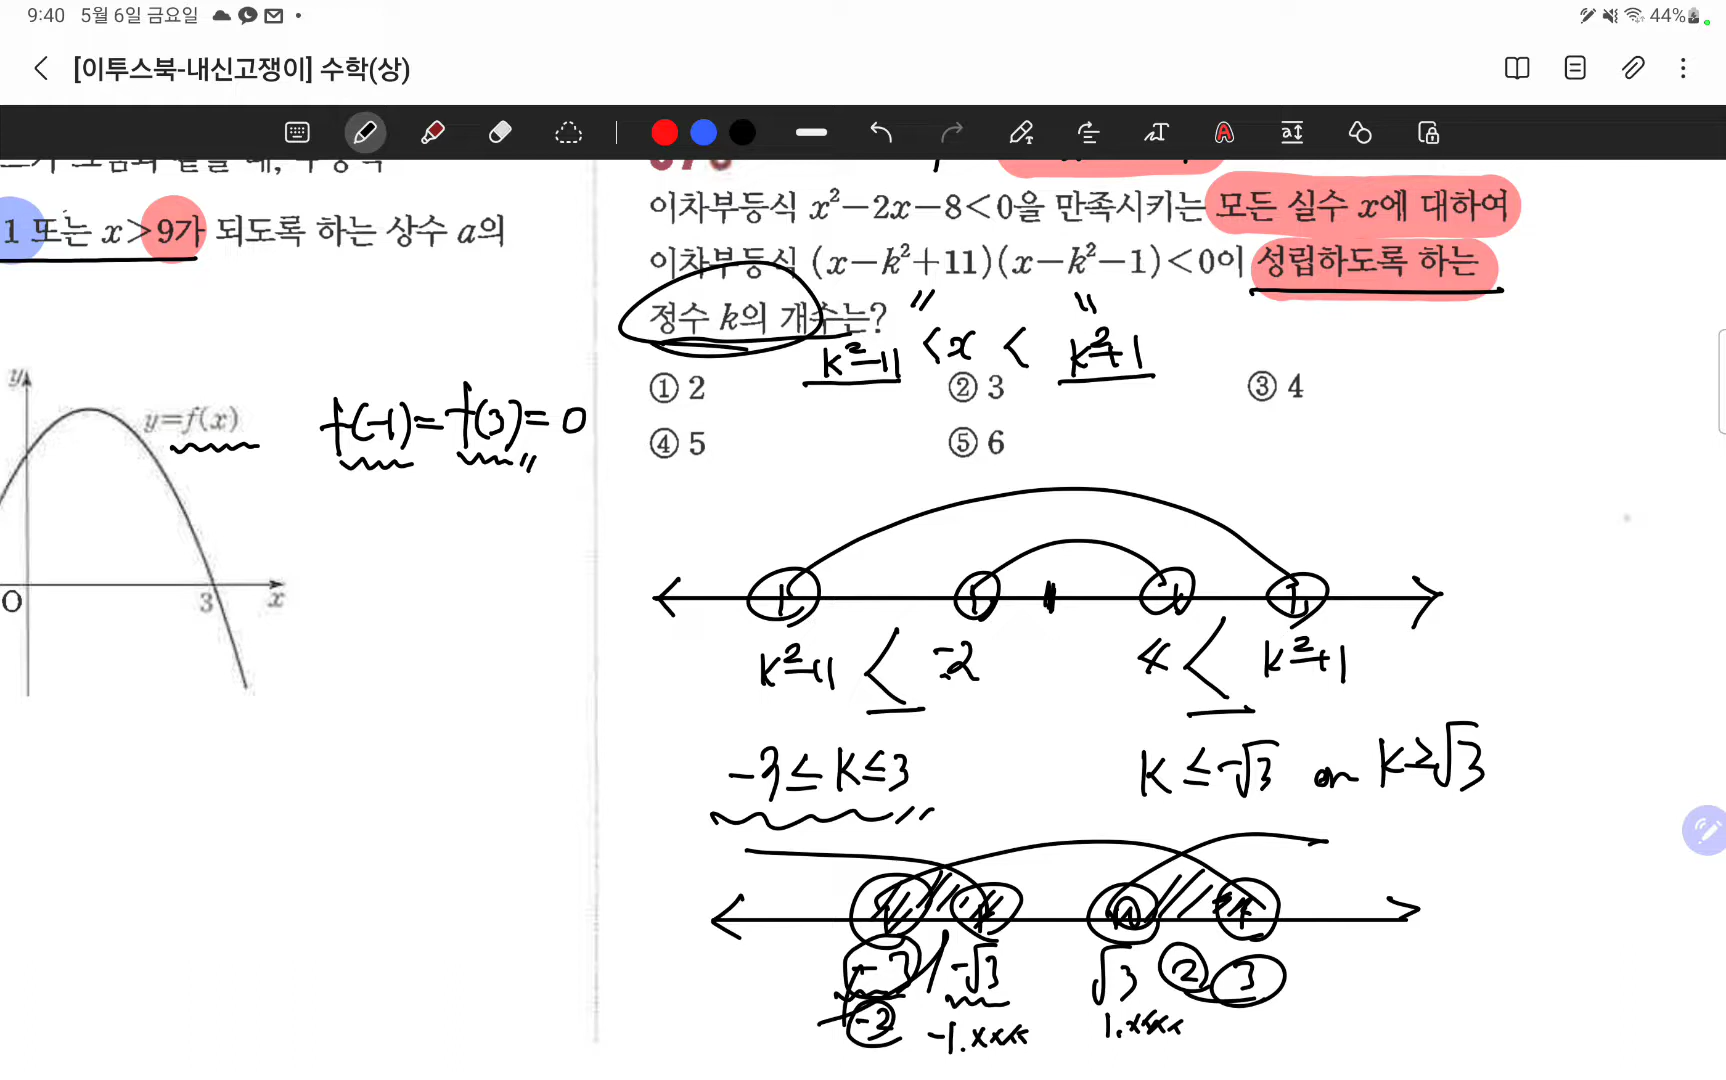 9:40 5월 6일 금요일
44%
[이투스북-내신고쟁이] 수학(상)
1 또는 x>9가 되도록 하는 상수 a의
y
y=f(x)
O
3
x
f(-1)=f(3)=0
이차부등식 x²-2x-8<0을 만족시키는 모든 실수 x에 대하여
이차부등식 (x-k²+11)(x-k²-1)<0이 성립하도록 하는
정수 k의 개수는?
k²-11 < x < k²+1
① 2 ② 3 ③ 4
④ 5 ⑤ 6
k²-11 ≤ -2 4 ≤ k²+1
-3≤k≤3 k≤-√3 or k≥√3
-3 -√3 √3 2 3
-2 -1.xxxx 1.xxxx